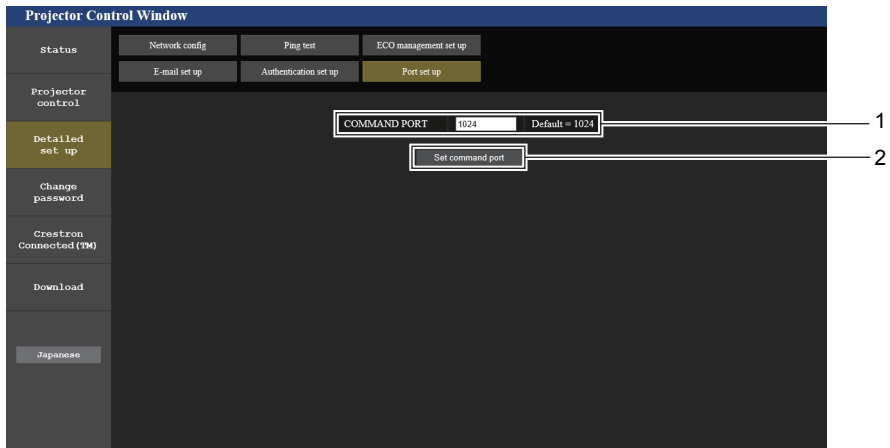 Projector Control Window
Status
Network config
Ping test
ECO management set up
E-mail set up
Authentication set up
Port set up
Projector
control
Detailed
set up
Change
password
Crestron
Connected(TM)
Download
Japanese
COMMAND PORT
1024
Default = 1024
1
Set command port
2